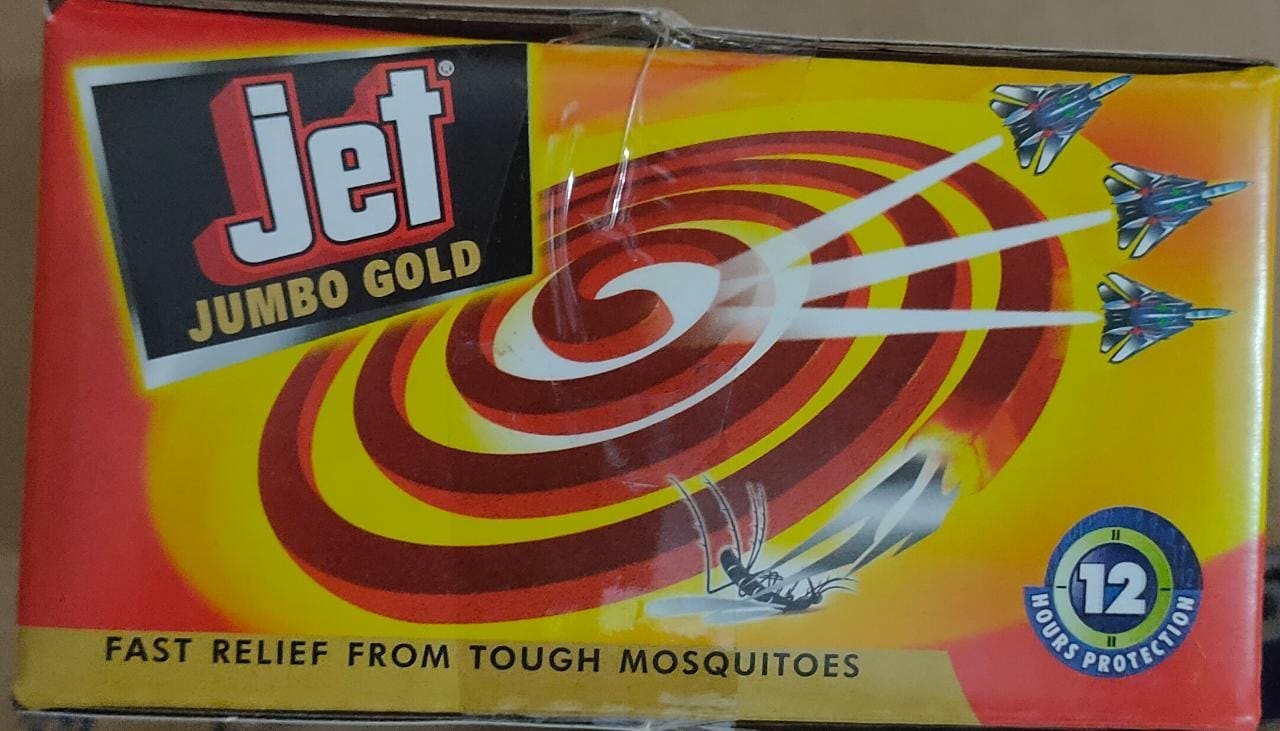 jet®
JUMBO GOLD
12
HOURS PROTECTION
FAST RELIEF FROM TOUGH MOSQUITOES